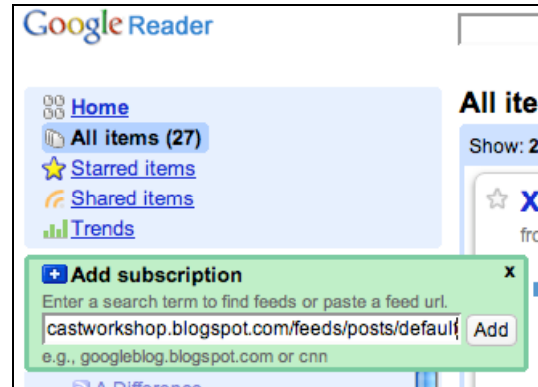 Google Reader
Home
All ite
All items (27)
Show: 2
Starred items
Shared items
X
fro
Trends
Add subscription
x
Enter a search term to find feeds or paste a feed url.
castworkshop.blogspot.com/feeds/posts/default
Add
e.g., googleblog.blogspot.com or cnn
A Difference